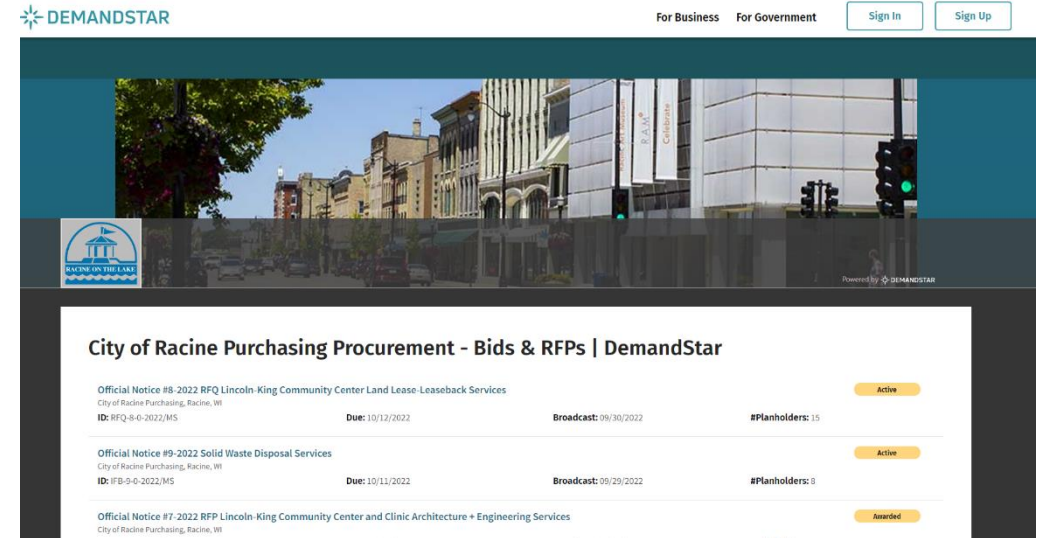 DEMANDSTAR
For Business For Government Sign In Sign Up
R.A.M.®
Celebrate
RACINE ON THE LAKE
Powered by DEMANDSTAR
City of Racine Purchasing Procurement - Bids & RFPs | DemandStar
Official Notice #8-2022 RFQ Lincoln-King Community Center Land Lease-Leaseback Services
Active
City of Racine Purchasing, Racine, WI
ID: RFQ-8-0-2022/MS Due: 10/12/2022 Broadcast: 09/30/2022 #Planholders: 15
Official Notice #9-2022 Solid Waste Disposal Services
Active
City of Racine Purchasing, Racine, WI
ID: IFB-9-0-2022/MS Due: 10/11/2022 Broadcast: 09/29/2022 #Planholders: 8
Official Notice #7-2022 RFP Lincoln-King Community Center and Clinic Architecture + Engineering Services
Awarded
City of Racine Purchasing, Racine, WI